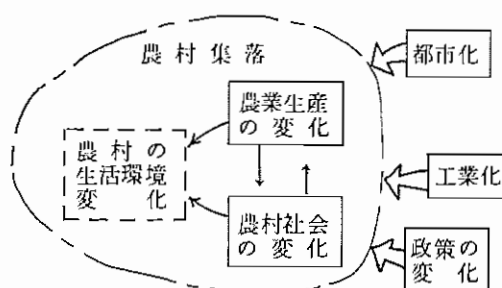 農村集落
都市化
農業生産
の変化
農村の
生活環境
変化
工業化
農村社会
の変化
政策の
変化